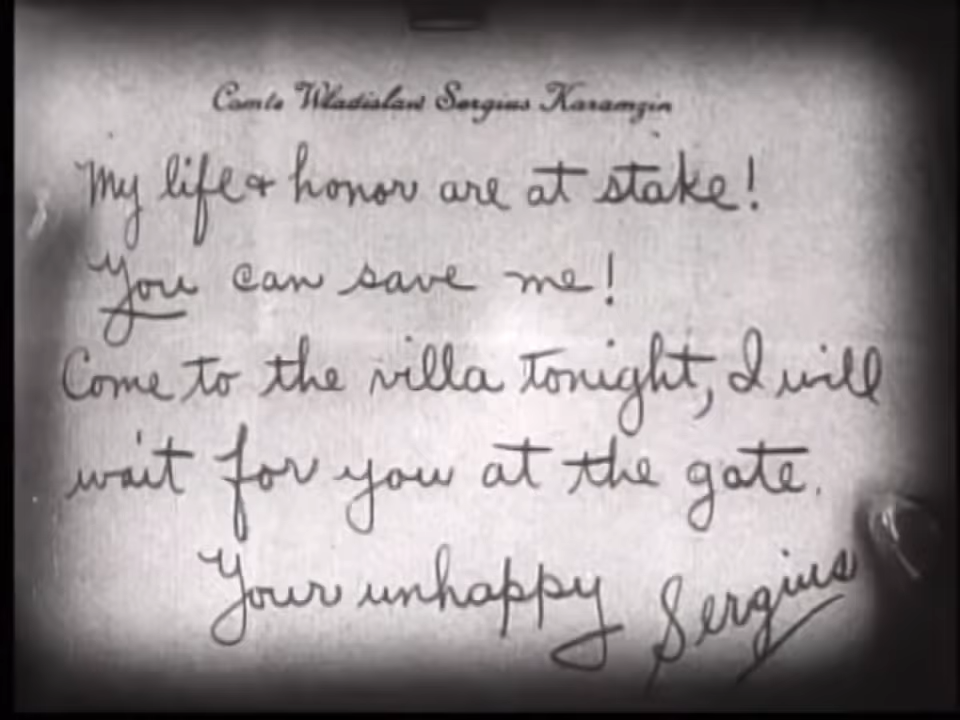 Comte Wladislaw Sergius Karamzin
My life & honor are at stake!
You can save me!
Come to the villa tonight, I will
wait for you at the gate.
Your unhappy Sergius